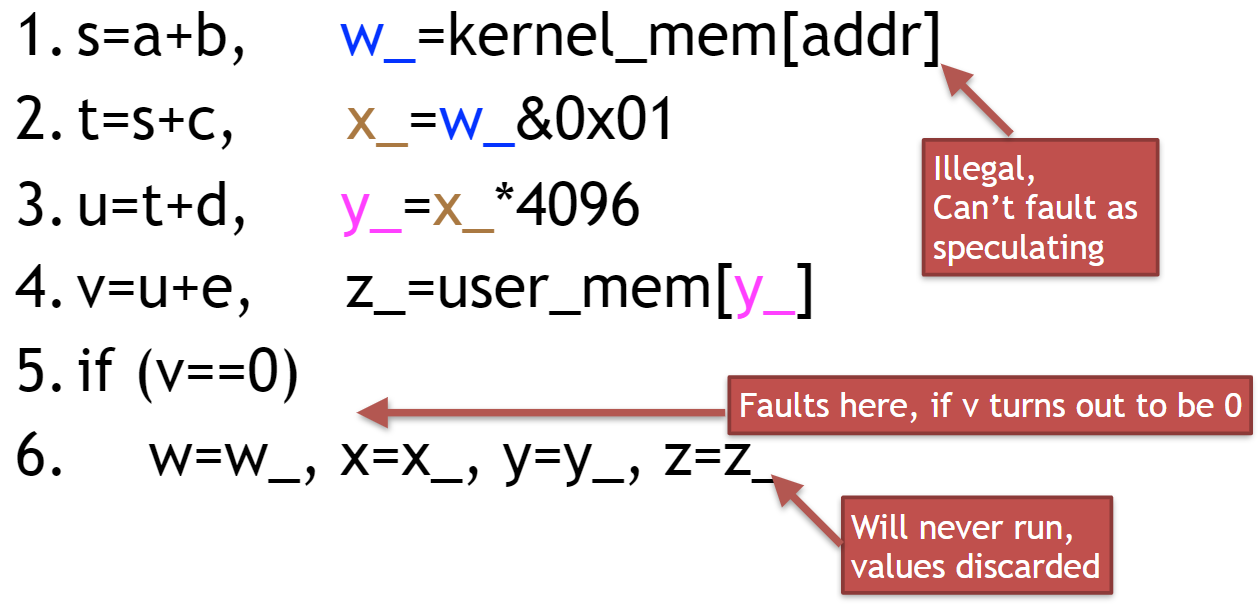 1. s=a+b, w_=kernel_mem[addr]
2. t=s+c, x_=w_&0x01
3. u=t+d, y_=x_*4096
4. v=u+e, z_=user_mem[y_]
5. if (v==0)
6. w=w_, x=x_, y=y_, z=z_
Illegal,
Can’t fault as
speculating
Faults here, if v turns out to be 0
Will never run,
values discarded